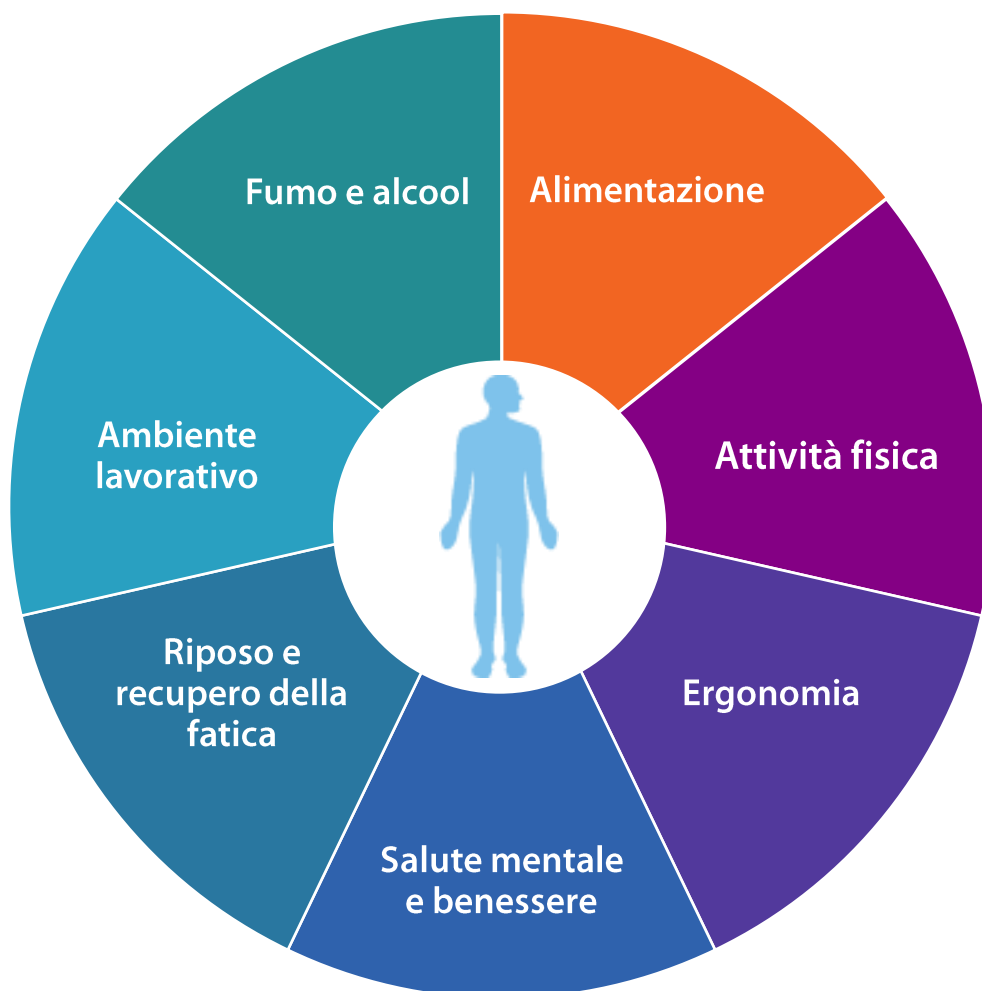 Fumo e alcool
Alimentazione
Ambiente
lavorativo
Attività fisica
Riposo e
recupero della
fatica
Ergonomia
Salute mentale
e benessere